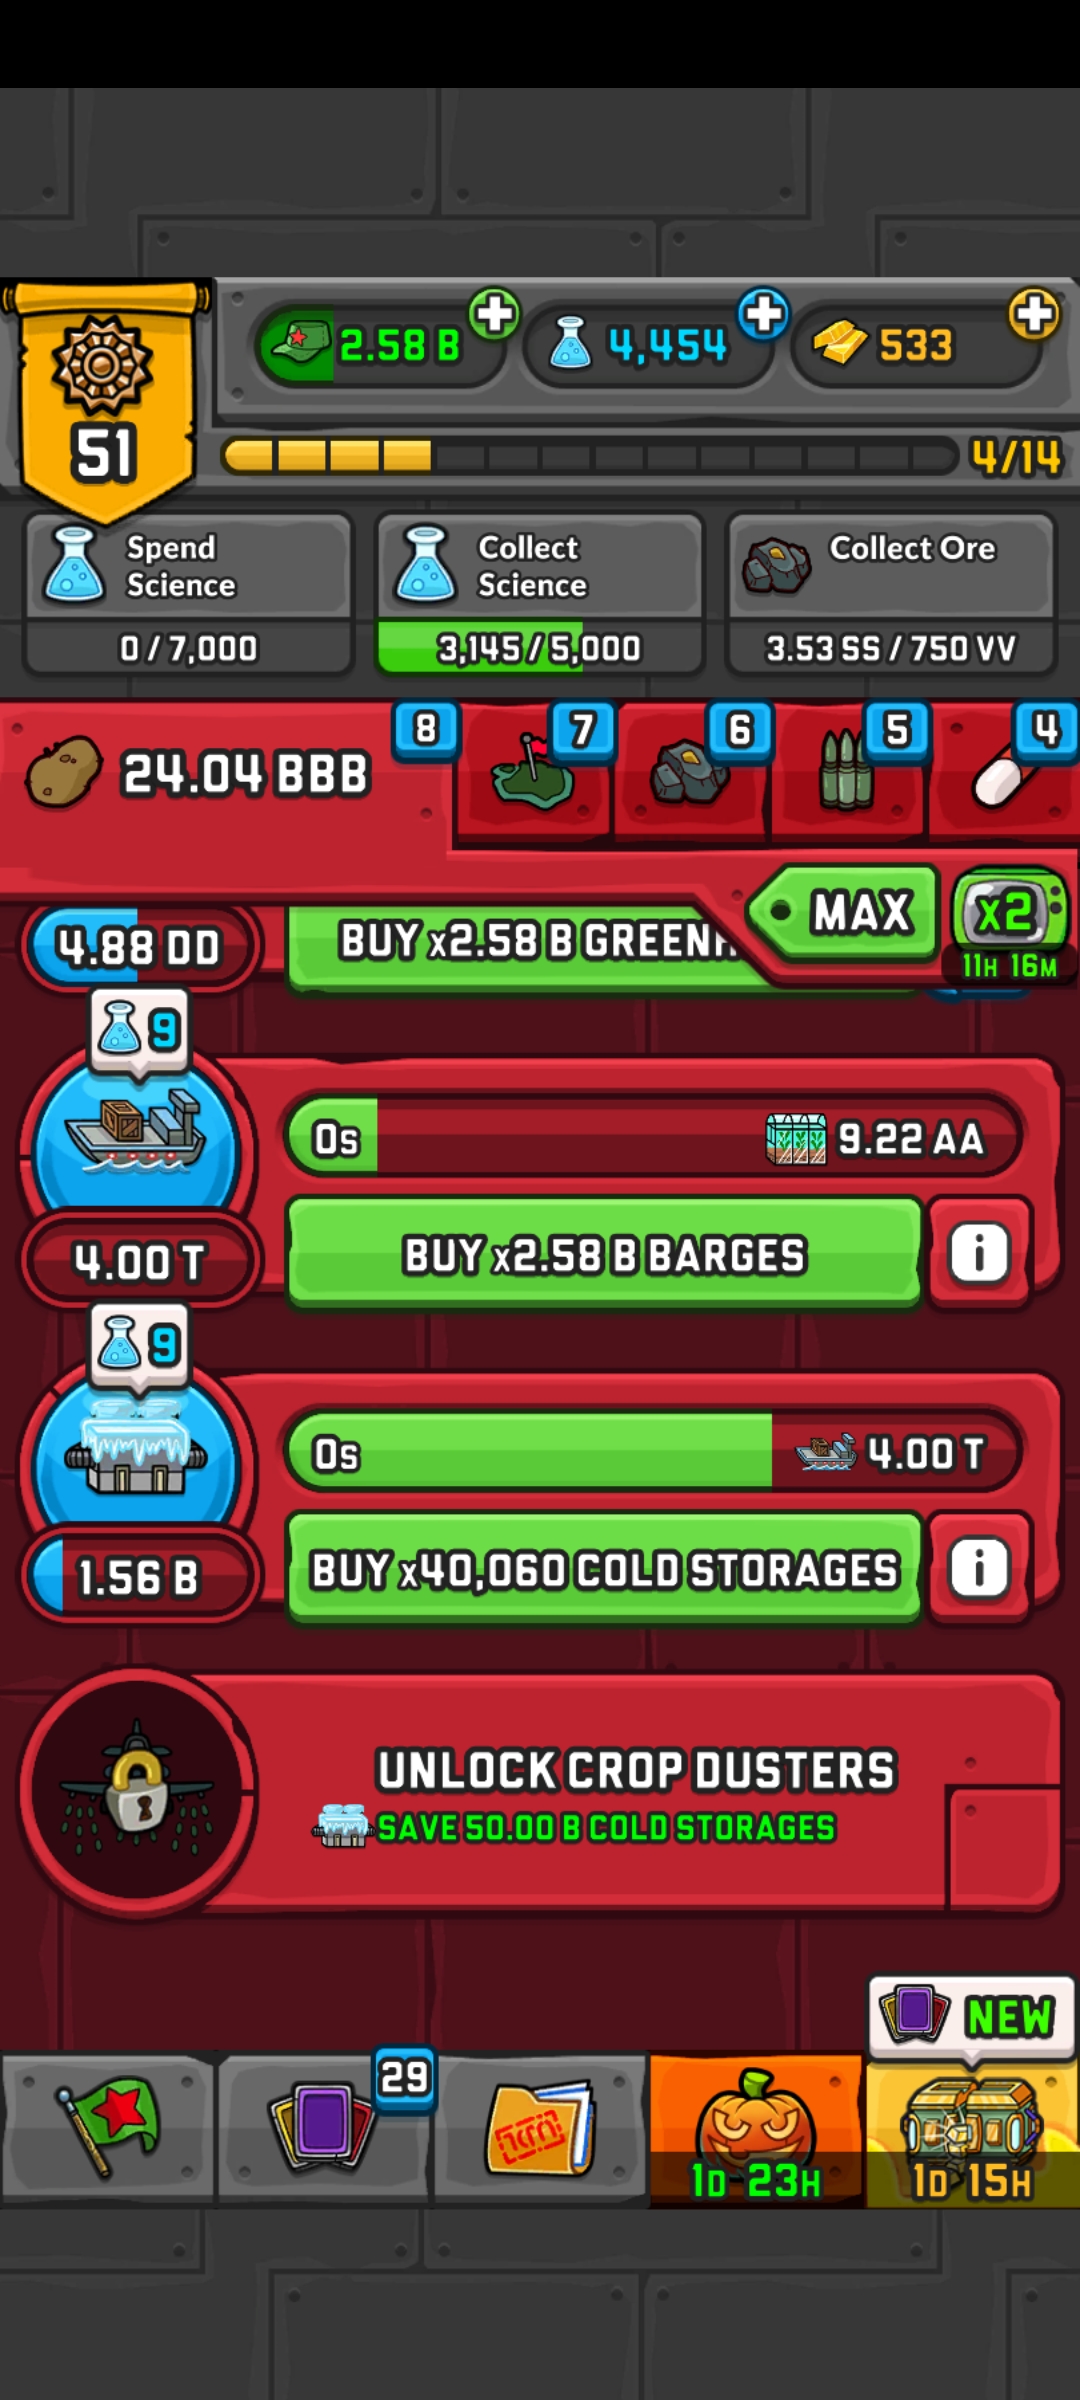 2.58 B
4,454
533
51
4/14
Spend
Science
0 / 7,000
Collect
Science
3,145 / 5,000
Collect Ore
3.53 SS / 750 VV
24.04 BBB
8
7
6
5
4
MAX
x2
11H 16M
4.88 DD
BUY x2.58 B GREENH
9
0s
9.22 AA
4.00 T
BUY x2.58 B BARGES
i
9
0s
4.00 T
1.56 B
BUY x40,060 COLD STORAGES
i
UNLOCK CROP DUSTERS
SAVE 50.00 B COLD STORAGES
NEW
29
1D 23H
1D 15H